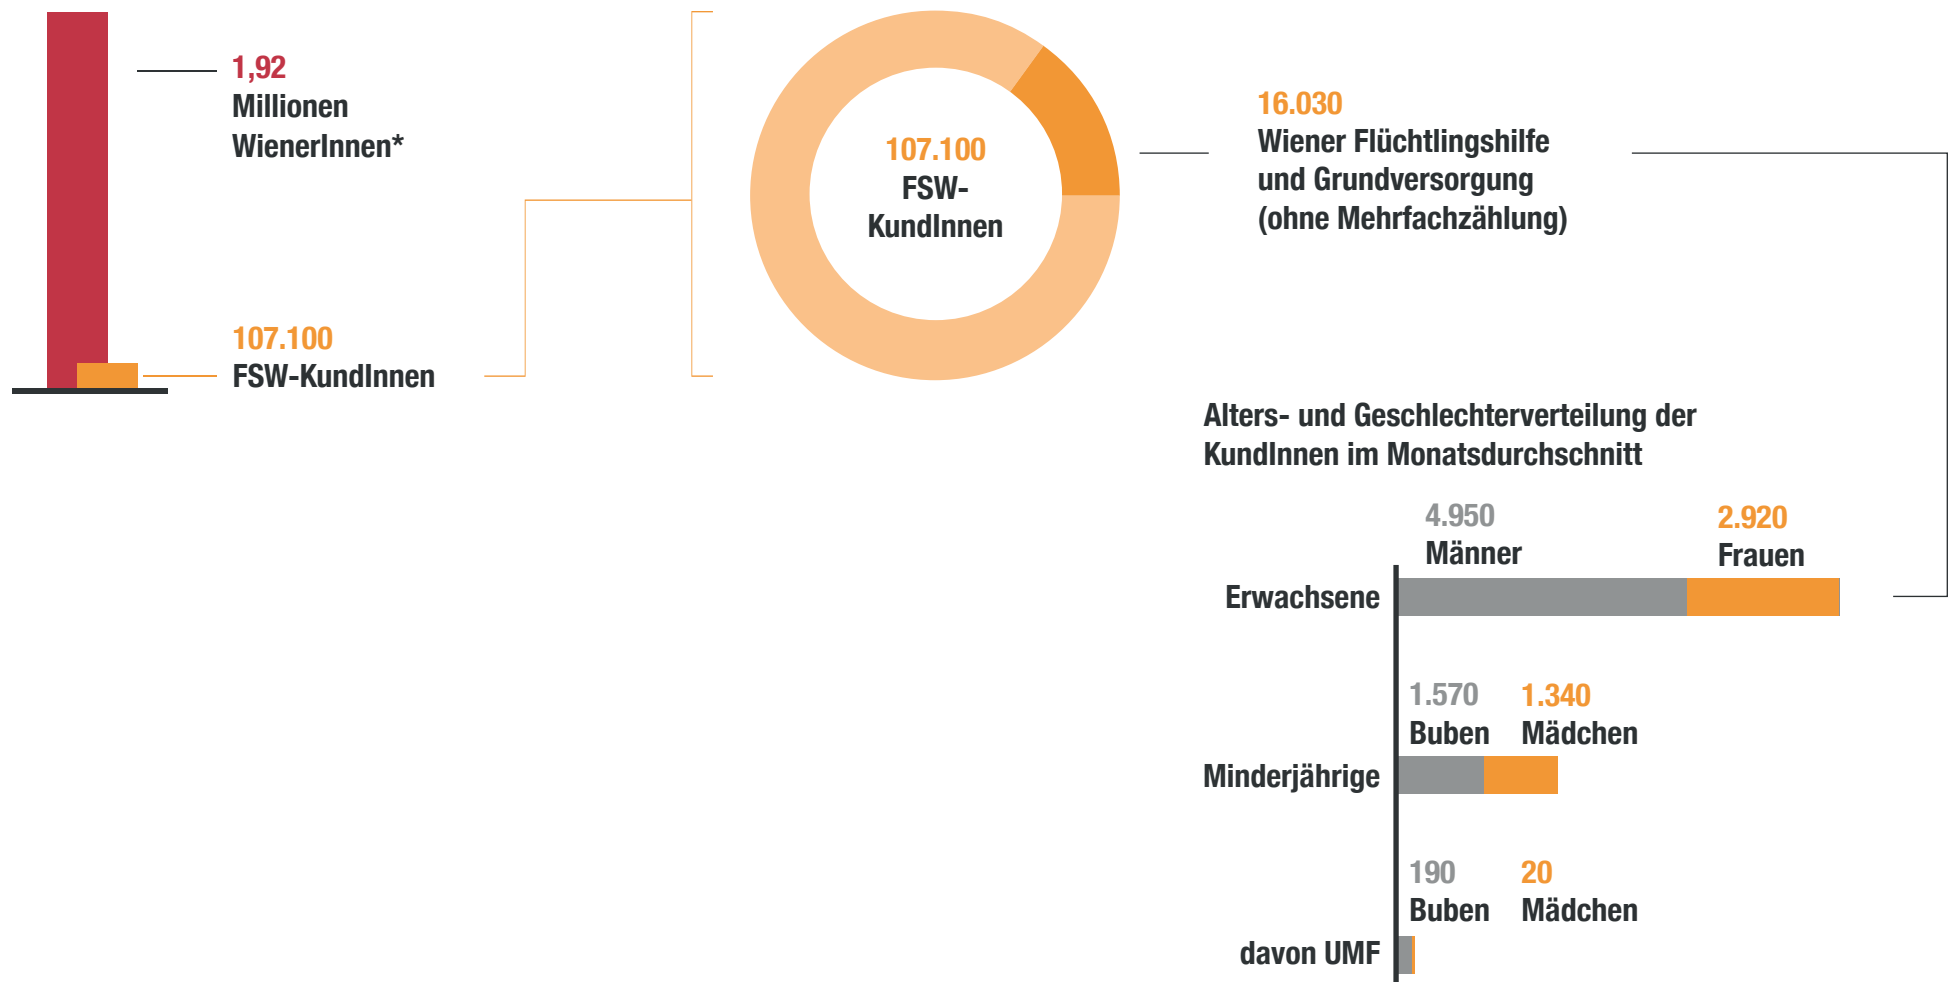 1,92
Millionen
WienerInnen*
107.100
FSW-KundInnen
107.100
FSW-
KundInnen
16.030
Wiener Flüchtlingshilfe
und Grundversorgung
(ohne Mehrfachzählung)
Alters- und Geschlechterverteilung der
KundInnen im Monatsdurchschnitt
4.950
Männer
2.920
Frauen
Erwachsene
1.570
Buben
1.340
Mädchen
Minderjährige
190
Buben
20
Mädchen
davon UMF